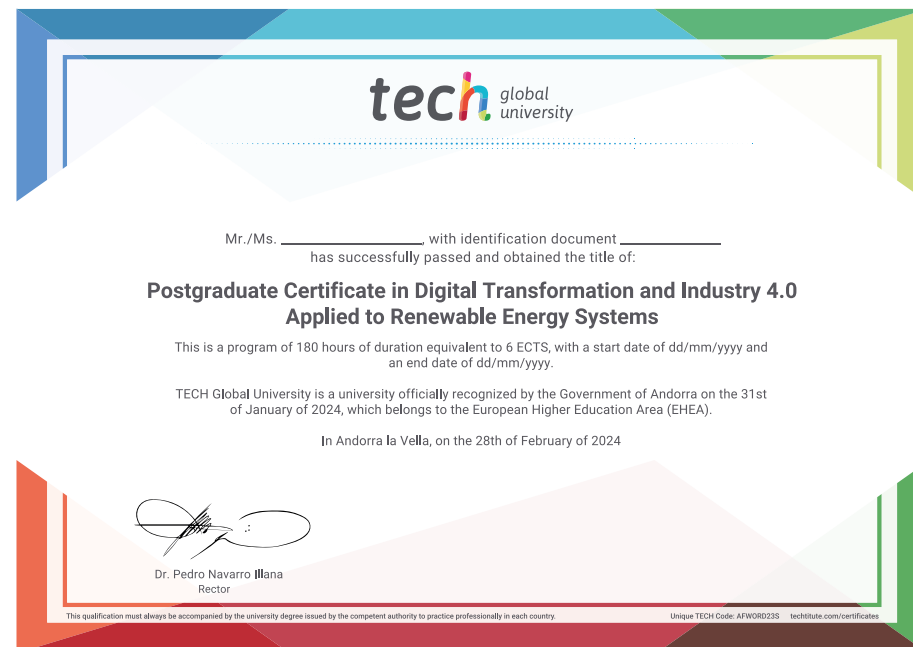 tech global university
Mr./Ms. ____________________, with identification document ______________
has successfully passed and obtained the title of:
Postgraduate Certificate in Digital Transformation and Industry 4.0
Applied to Renewable Energy Systems
This is a program of 180 hours of duration equivalent to 6 ECTS, with a start date of dd/mm/yyyy and
an end date of dd/mm/yyyy.
TECH Global University is a university officially recognized by the Government of Andorra on the 31st
of January of 2024, which belongs to the European Higher Education Area (EHEA).
In Andorra la Vella, on the 28th of February of 2024
Dr. Pedro Navarro Illana
Rector
This qualification must always be accompanied by the university degree issued by the competent authority to practice professionally in each country.
Unique TECH Code: AFWORD23S techtitute.com/certificates